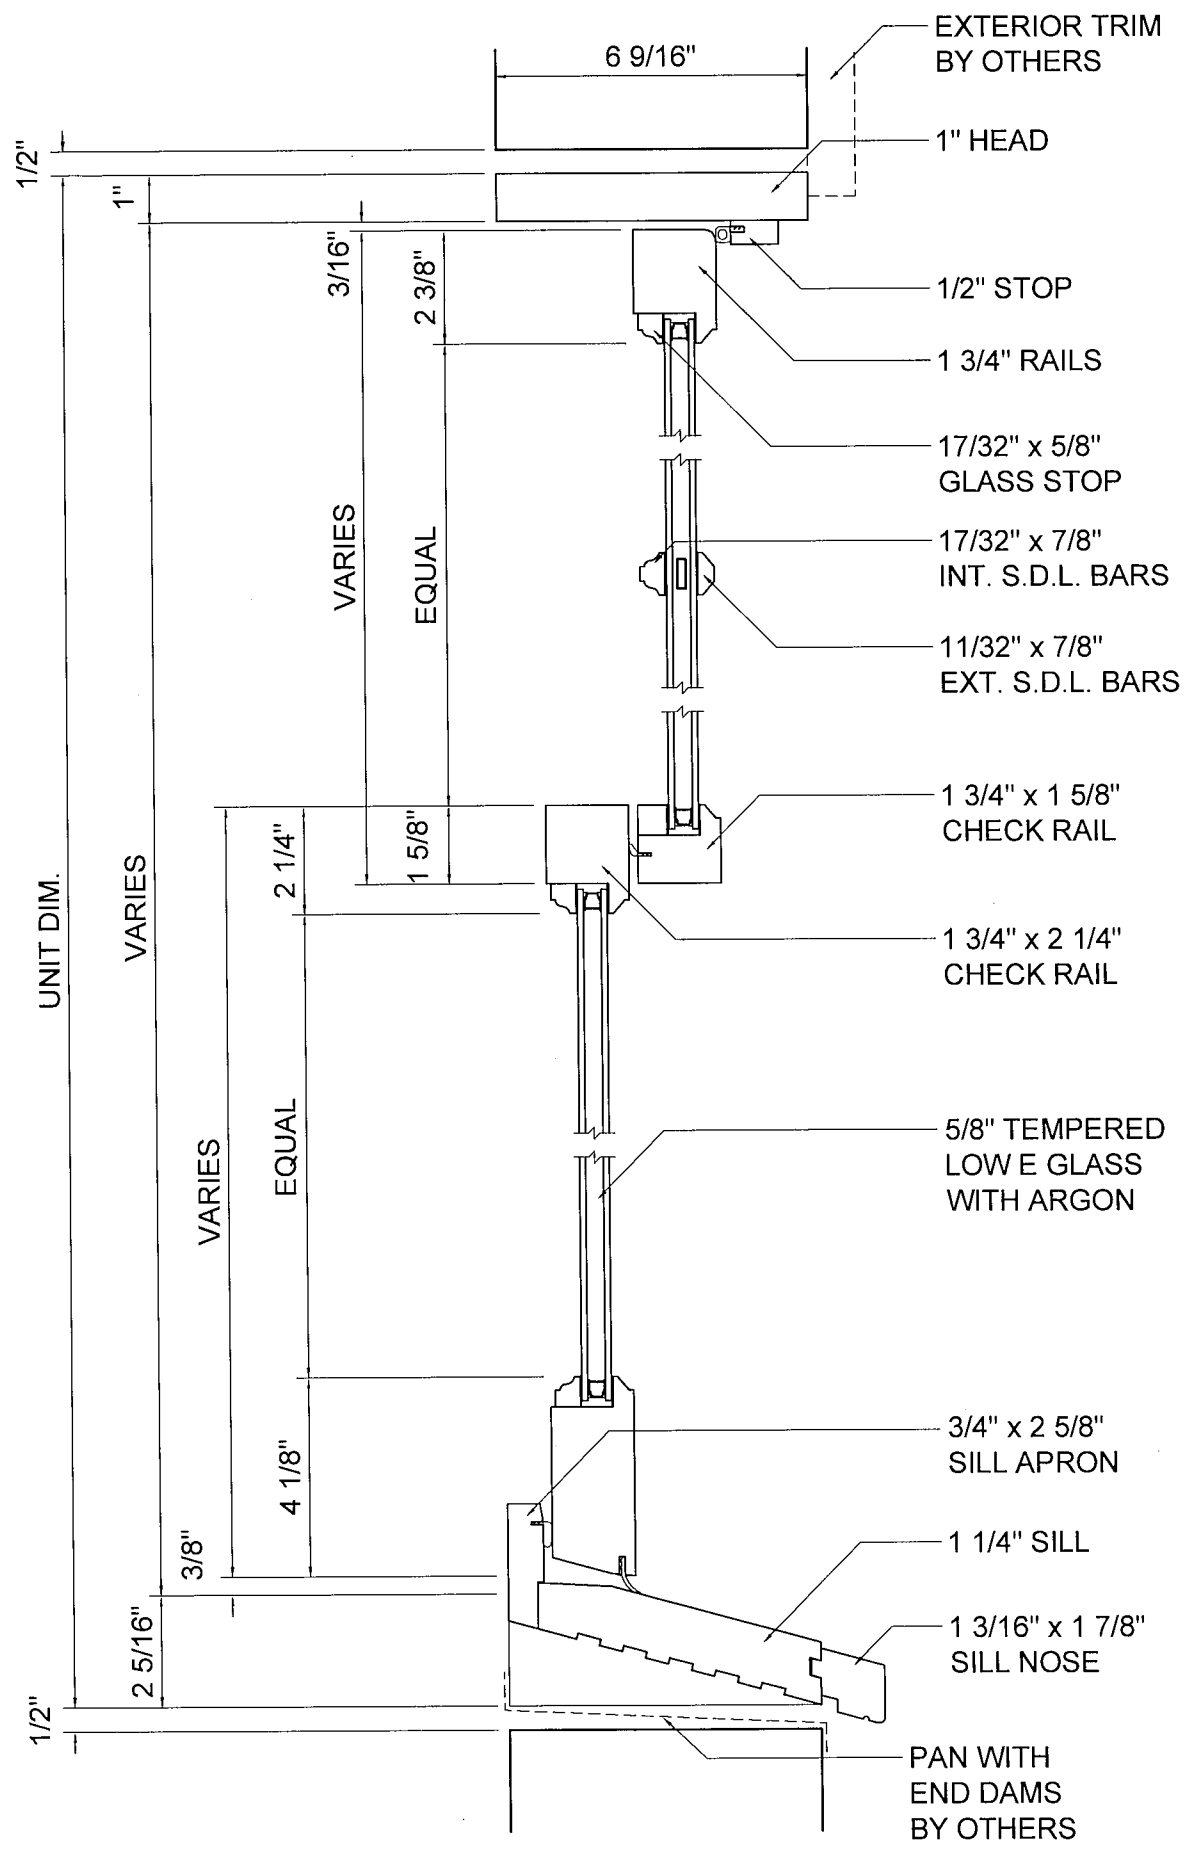 EXTERIOR TRIM
BY OTHERS
6 9/16"
1/2"
1" HEAD
1"
3/16"
2 3/8"
1/2" STOP
1 3/4" RAILS
17/32" x 5/8"
GLASS STOP
VARIES
EQUAL
17/32" x 7/8"
INT. S.D.L. BARS
11/32" x 7/8"
EXT. S.D.L. BARS
1 3/4" x 1 5/8"
CHECK RAIL
2 1/4"
1 5/8"
UNIT DIM.
VARIES
1 3/4" x 2 1/4"
CHECK RAIL
VARIES
EQUAL
5/8" TEMPERED
LOW E GLASS
WITH ARGON
3/4" x 2 5/8"
SILL APRON
4 1/8"
3/8"
1 1/4" SILL
2 5/16"
1 3/16" x 1 7/8"
SILL NOSE
1/2"
PAN WITH
END DAMS
BY OTHERS